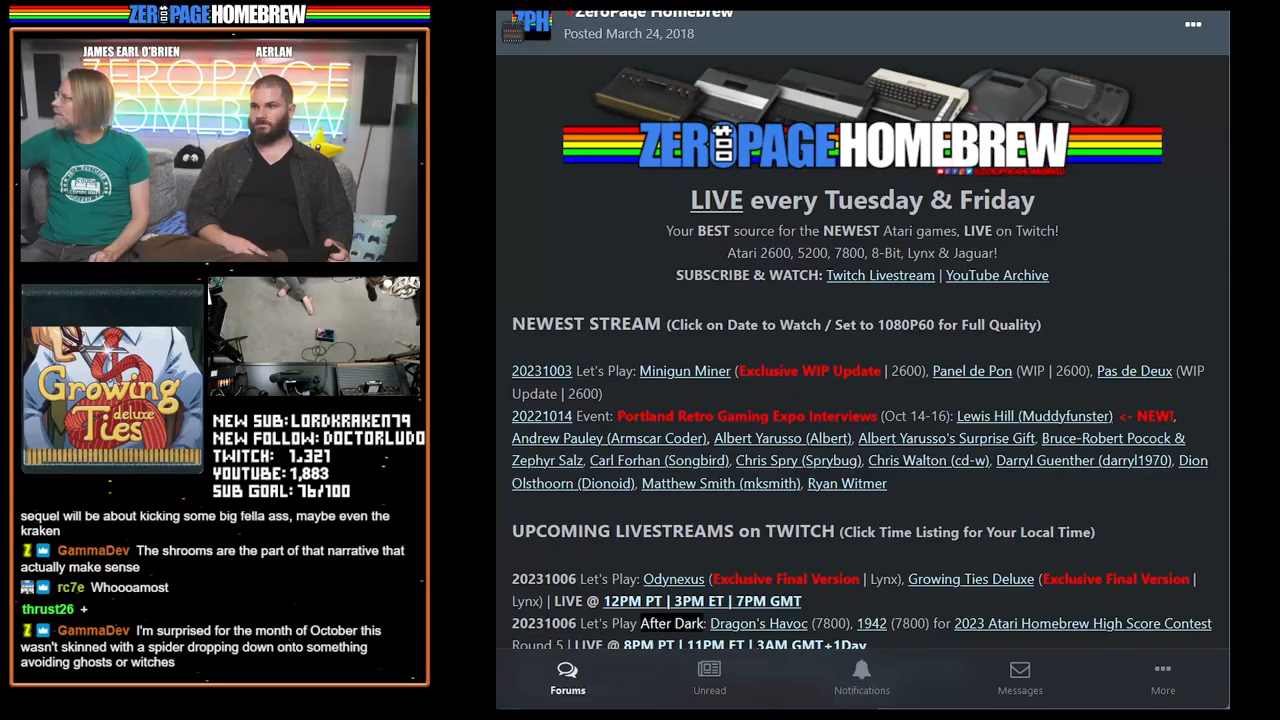 ZEROPAGE HOMEBREW
JAMES EARL O'BRIEN
AERLAN
ZEROPAGE
HOMEBREW
Growing
Ties
deluxe
NEW SUB:LORDKRAKEN79
NEW FOLLOW:DOCTORLUDO
TWITCH: 1,321
YOUTUBE: 1,883
SUB GOAL: 76/100
sequel will be about kicking some big fella ass, maybe even the
kraken
GammaDev The shrooms are the part of that narrative that
actually make sense
rc7e Whoooamost
thrust26 +
GammaDev I'm surprised for the month of October this
wasn't skinned with a spider dropping down onto something
avoiding ghosts or witches
ZPH
+ZeroPage Homebrew
Posted March 24, 2018
ZEROPAGE HOMEBREW
LIVE every Tuesday & Friday
Your BEST source for the NEWEST Atari games, LIVE on Twitch!
Atari 2600, 5200, 7800, 8-Bit, Lynx & Jaguar!
SUBSCRIBE & WATCH: Twitch Livestream | YouTube Archive
NEWEST STREAM (Click on Date to Watch / Set to 1080P60 for Full Quality)
20231003 Let's Play: Minigun Miner (Exclusive WIP Update | 2600), Panel de Pon (WIP | 2600), Pas de Deux (WIP
Update | 2600)
20221014 Event: Portland Retro Gaming Expo Interviews (Oct 14-16): Lewis Hill (Muddyfunster) <- NEW!,
Andrew Pauley (Armscar Coder), Albert Yarusso (Albert), Albert Yarusso's Surprise Gift, Bruce-Robert Pocock &
Zephyr Salz, Carl Forhan (Songbird), Chris Spry (Sprybug), Chris Walton (cd-w), Darryl Guenther (darryl1970), Dion
Olsthoorn (Dionoid), Matthew Smith (mksmith), Ryan Witmer
UPCOMING LIVESTREAMS on TWITCH (Click Time Listing for Your Local Time)
20231006 Let's Play: Odynexus (Exclusive Final Version | Lynx), Growing Ties Deluxe (Exclusive Final Version |
Lynx) | LIVE @ 12PM PT | 3PM ET | 7PM GMT
20231006 Let's Play After Dark: Dragon's Havoc (7800), 1942 (7800) for 2023 Atari Homebrew High Score Contest
Round 5 | LIVE @ 8PM PT | 11PM ET | 3AM GMT+1Day
Forums
Unread
Notifications
Messages
More